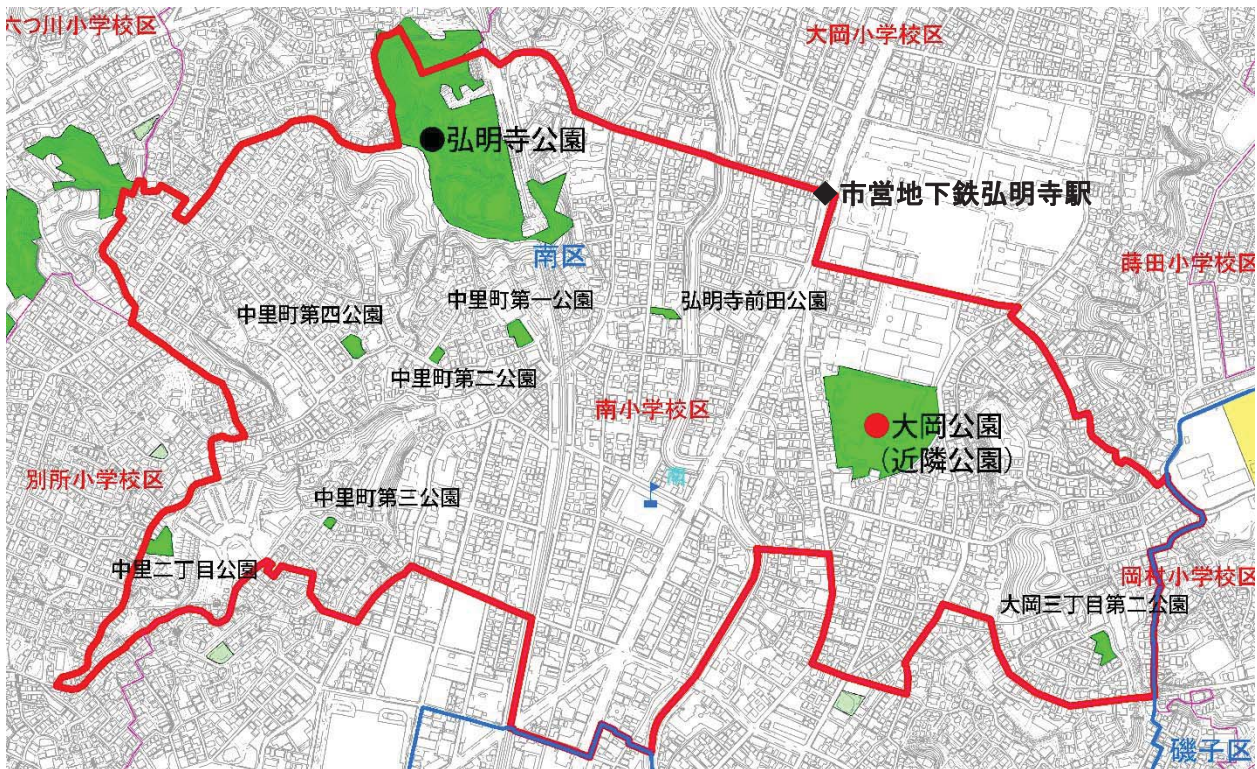 六つ川小学校区
大岡小学校区
弘明寺公園
市営地下鉄弘明寺駅
南区
蒔田小学校区
中里町第一公園
弘明寺前田公園
中里町第四公園
中里町第二公園
南小学校区
大岡公園
(近隣公園)
別所小学校区
中里町第三公園
南
中里二丁目公園
岡村小学校区
大岡三丁目第二公園
磯子区